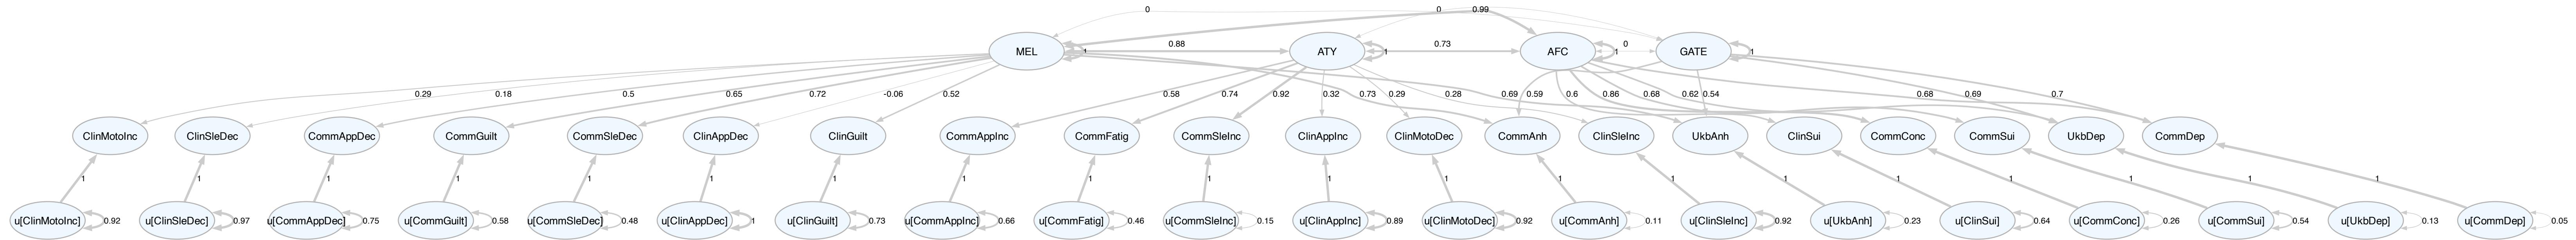 0 0 0.99
MEL 1 0.88 ATY 1 0.73 AFC 1 0 GATE 1
0.29 0.18 0.5 0.65 0.72 -0.06 0.52 0.58 0.74 0.92 0.32 0.29 0.28 0.73 0.59 0.69 0.6 0.86 0.68 0.62 0.54 0.68 0.69 0.7
ClinMotoInc ClinSleDec CommAppDec CommGuilt CommSleDec ClinAppDec ClinGuilt CommAppInc CommFatig CommSleInc ClinAppInc ClinMotoDec CommAnh ClinSleInc UkbAnh ClinSui CommConc CommSui UkbDep CommDep
1 1 1 1 1 1 1 1 1 1 1 1 1 1 1 1 1 1 1 1
u[ClinMotoInc] 0.92 u[ClinSleDec] 0.97 u[CommAppDec] 0.75 u[CommGuilt] 0.58 u[CommSleDec] 0.48 u[ClinAppDec] 1 u[ClinGuilt] 0.73 u[CommAppInc] 0.66 u[CommFatig] 0.46 u[CommSleInc] 0.15 u[ClinAppInc] 0.89 u[ClinMotoDec] 0.92 u[CommAnh] 0.11 u[ClinSleInc] 0.92 u[UkbAnh] 0.23 u[ClinSui] 0.64 u[CommConc] 0.26 u[CommSui] 0.54 u[UkbDep] 0.13 u[CommDep] 0.05